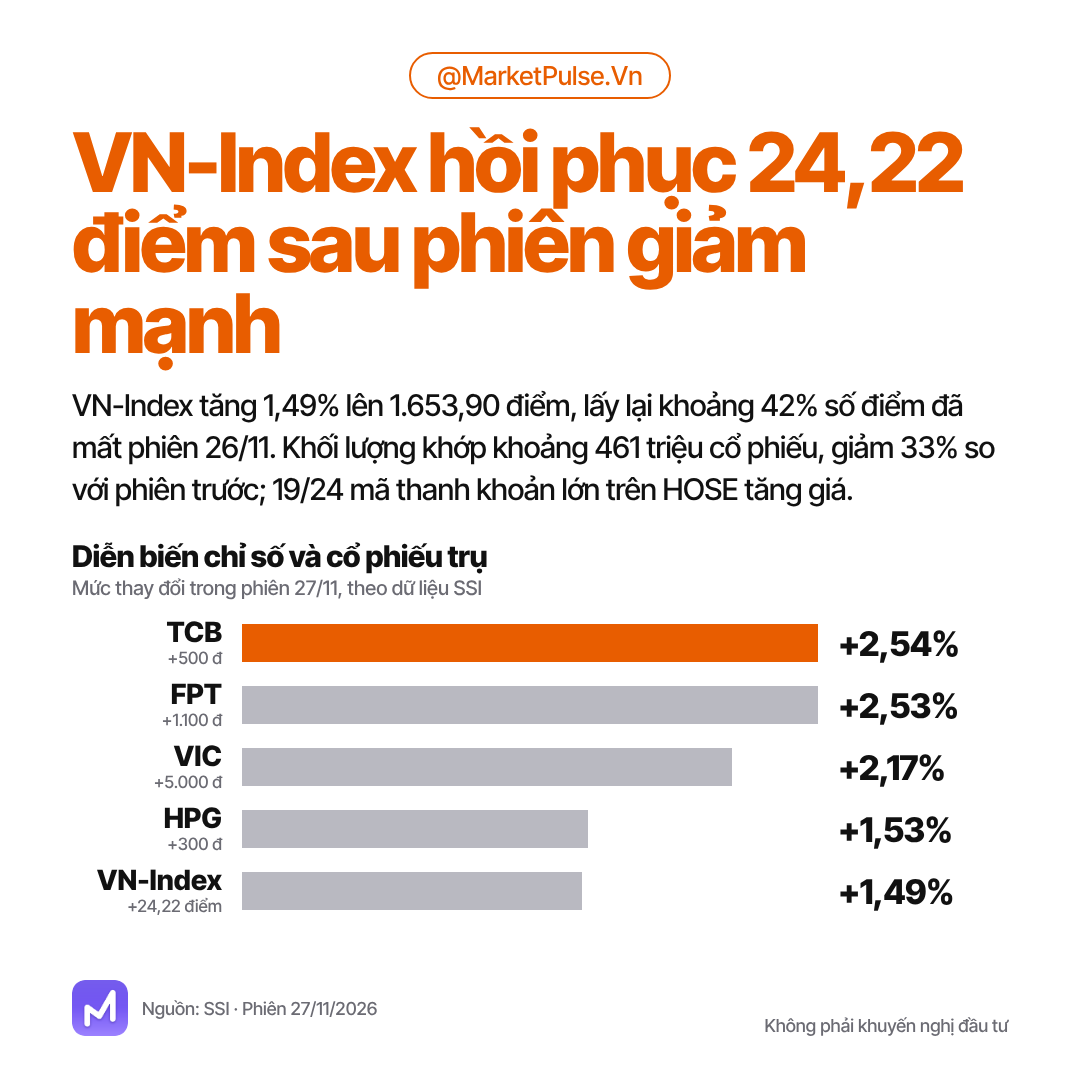 @MarketPulse.Vn
VN-Index hồi phục 24,22
điểm sau phiên giảm
mạnh
VN-Index tăng 1,49% lên 1.653,90 điểm, lấy lại khoảng 42% số điểm đã
mất phiên 26/11. Khối lượng khớp khoảng 461 triệu cổ phiếu, giảm 33% so
với phiên trước; 19/24 mã thanh khoản lớn trên HOSE tăng giá.
Diễn biến chỉ số và cổ phiếu trụ
Mức thay đổi trong phiên 27/11, theo dữ liệu SSI
TCB
+500 đ
+2,54%
FPT
+1.100 đ
+2,53%
VIC
+5.000 đ
+2,17%
HPG
+300 đ
+1,53%
VN-Index
+24,22 điểm
+1,49%
Nguồn: SSI · Phiên 27/11/2026
Không phải khuyến nghị đầu tư